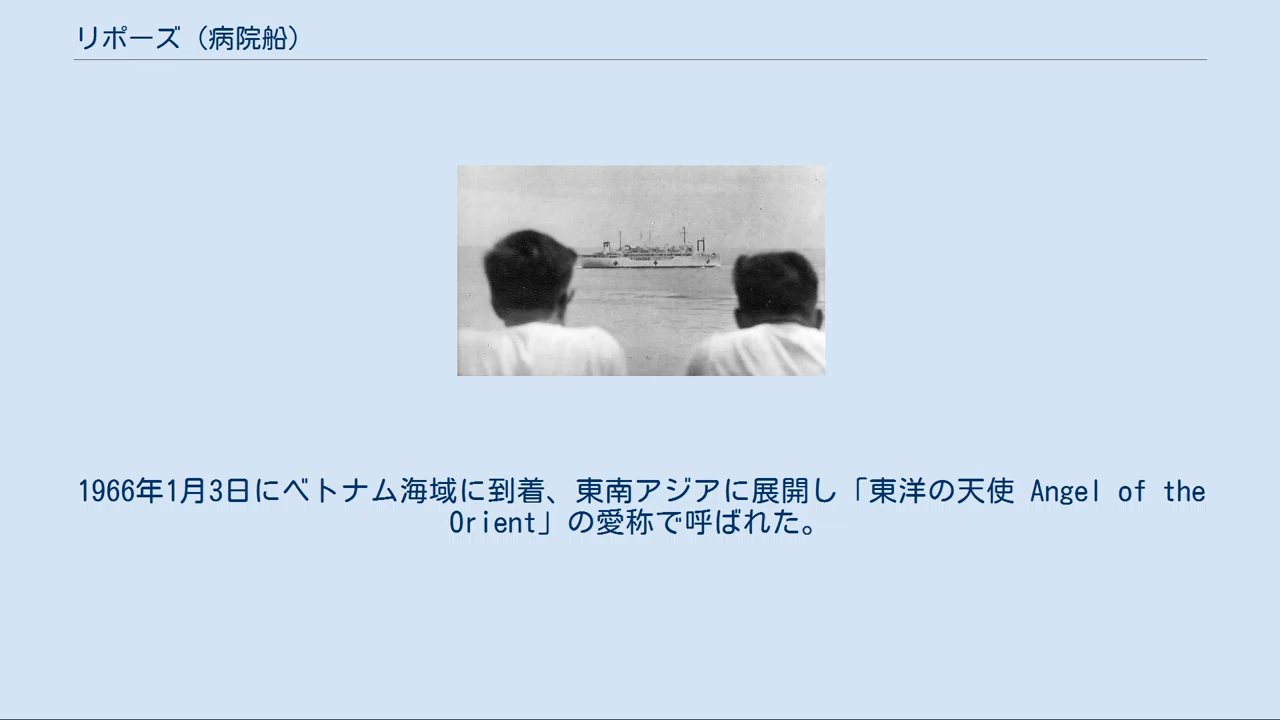 リポーズ（病院船）
1966年1月3日にベトナム海域に到着、東南アジアに展開し「東洋の天使 Angel of the
Orient」の愛称で呼ばれた。